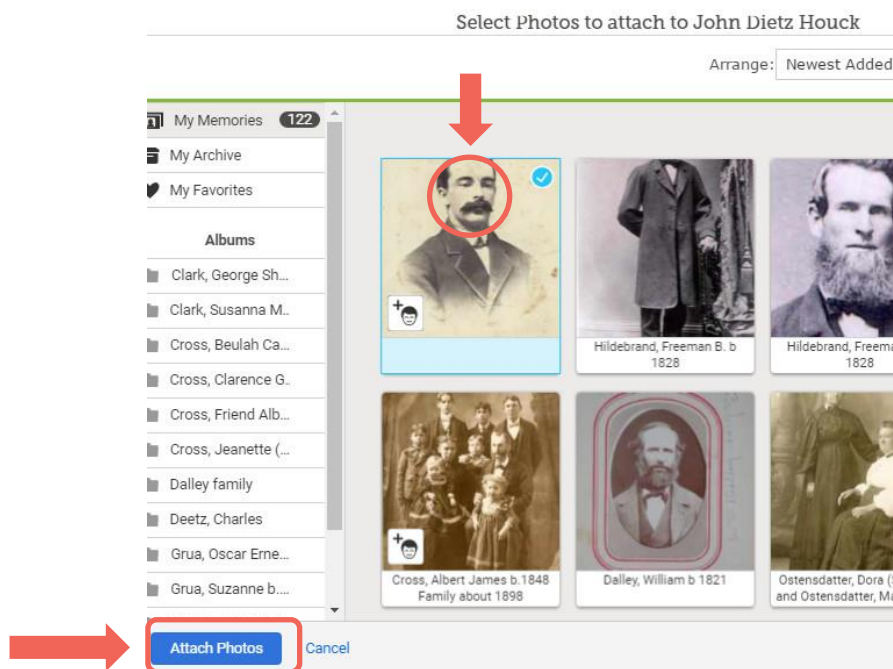 Select Photos to attach to John Dietz Houck
Arrange: Newest Added
My Memories 122
My Archive
My Favorites
Albums
Clark, George Sh...
Clark, Susanna M..
Cross, Beulah Ca...
Cross, Clarence G..
Cross, Friend Alb...
Cross, Jeanette (...
Dalley family
Deetz, Charles
Grua, Oscar Erne...
Grua, Suzanne b....
Hildebrand, Freeman B. b
1828
Hildebrand, Freema
1828
Cross, Albert James b.1848
Family about 1898
Dalley, William b 1821
Ostensdatter, Dora (
and Ostensdatter, Ma
Attach Photos Cancel